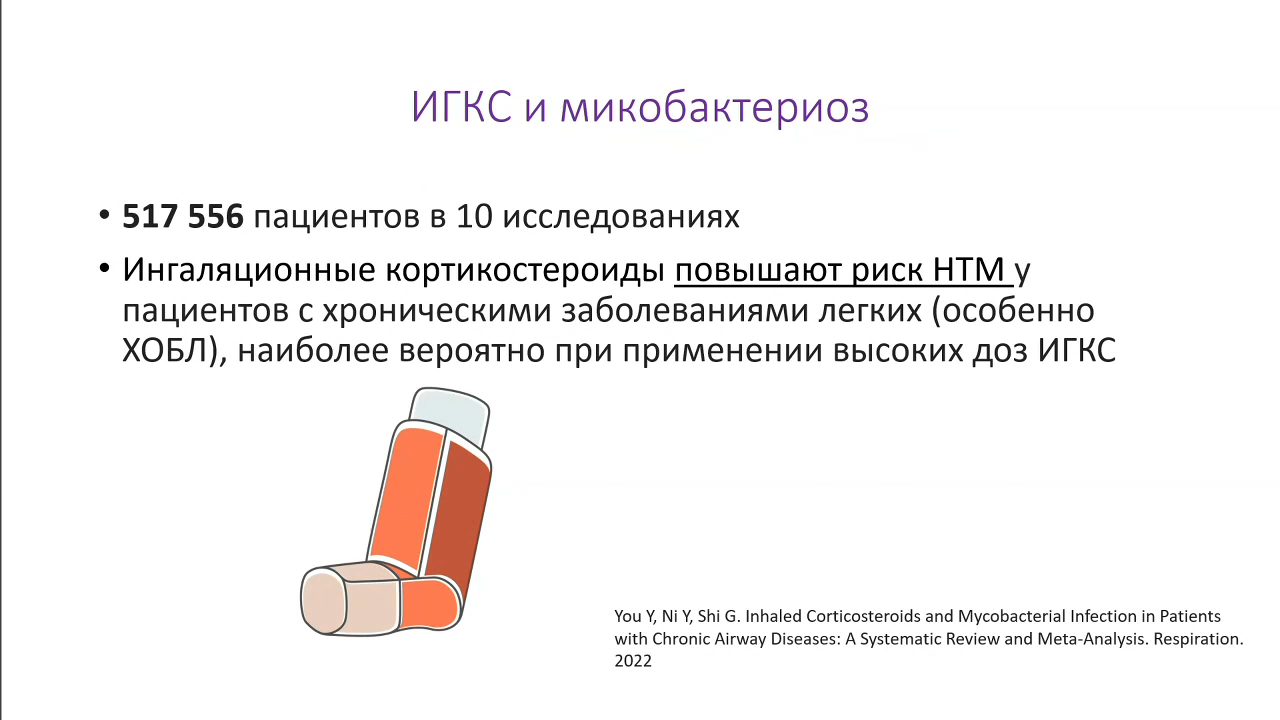 ИГКС и микобактериоз
• 517 556 пациентов в 10 исследованиях
• Ингаляционные кортикостероиды повышают риск НТМ у
пациентов с хроническими заболеваниями легких (особенно
ХОБЛ), наиболее вероятно при применении высоких доз ИГКС
You Y, Ni Y, Shi G. Inhaled Corticosteroids and Mycobacterial Infection in Patients
with Chronic Airway Diseases: A Systematic Review and Meta-Analysis. Respiration.
2022